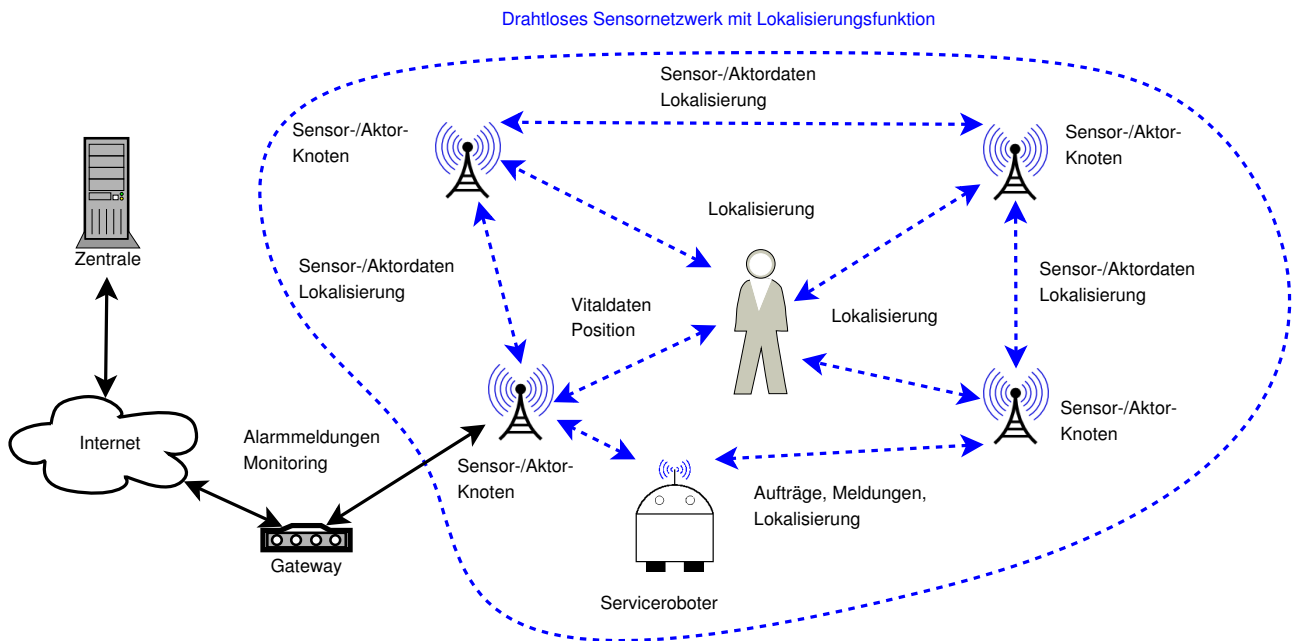 Drahtloses Sensornetzwerk mit Lokalisierungsfunktion
Sensor-/Aktordaten
Lokalisierung
Sensor-/Aktor-
Knoten
Sensor-/Aktor-
Knoten
Lokalisierung
Zentrale
Sensor-/Aktordaten
Lokalisierung
Sensor-/Aktordaten
Lokalisierung
Vitaldaten
Position
Lokalisierung
Internet
Alarmmeldungen
Monitoring
Sensor-/Aktor-
Knoten
Sensor-/Aktor-
Knoten
Aufträge, Meldungen,
Lokalisierung
Gateway
Serviceroboter